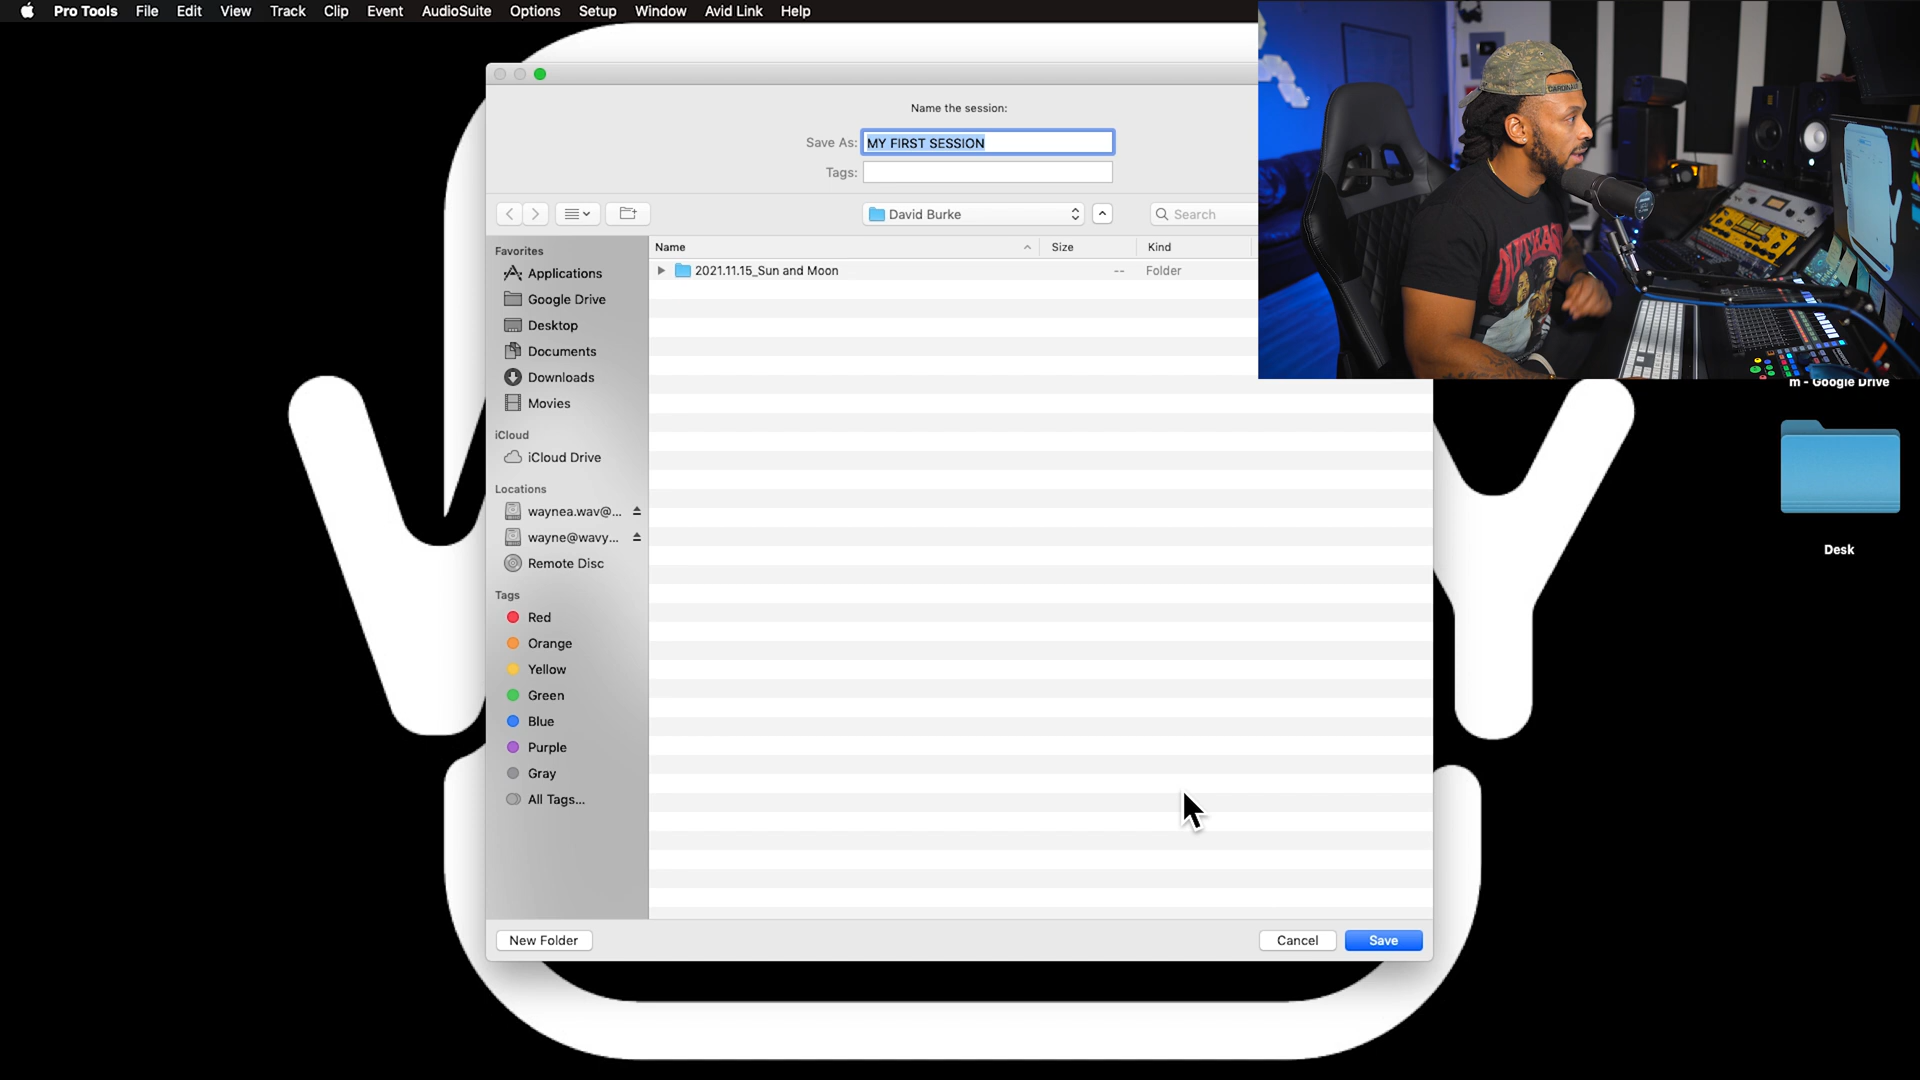 Pro Tools File Edit View Track Clip Event AudioSuite Options Setup Window Avid Link Help
Name the session:
Save As: MY FIRST SESSION
Tags:
David Burke
Search
Favorites
Applications
Google Drive
Desktop
Documents
Downloads
Movies
iCloud
iCloud Drive
Locations
waynea.wav@...
wayne@wavy...
Remote Disc
Tags
Red
Orange
Yellow
Green
Blue
Purple
Gray
All Tags...
Name Size Kind
2021.11.15_Sun and Moon -- Folder
New Folder
Cancel Save
CARDINALS
OUTKAST
m - Google Drive
Desk
Y